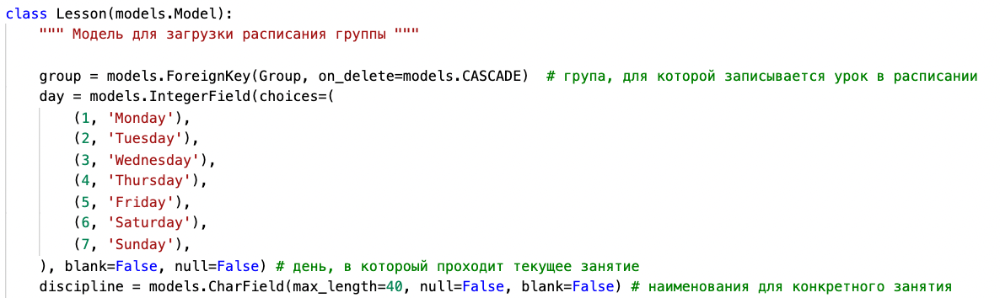 class Lesson(models.Model):
""" Модель для загрузки расписания группы """
group = models.ForeignKey(Group, on_delete=models.CASCADE)  # група, для которой записывается урок в расписании
day = models.IntegerField(choices=(
(1, 'Monday'),
(2, 'Tuesday'),
(3, 'Wednesday'),
(4, 'Thursday'),
(5, 'Friday'),
(6, 'Saturday'),
(7, 'Sunday'),
), blank=False, null=False) # день, в котороый проходит текущее занятие
discipline = models.CharField(max_length=40, null=False, blank=False) # наименования для конкретного занятия